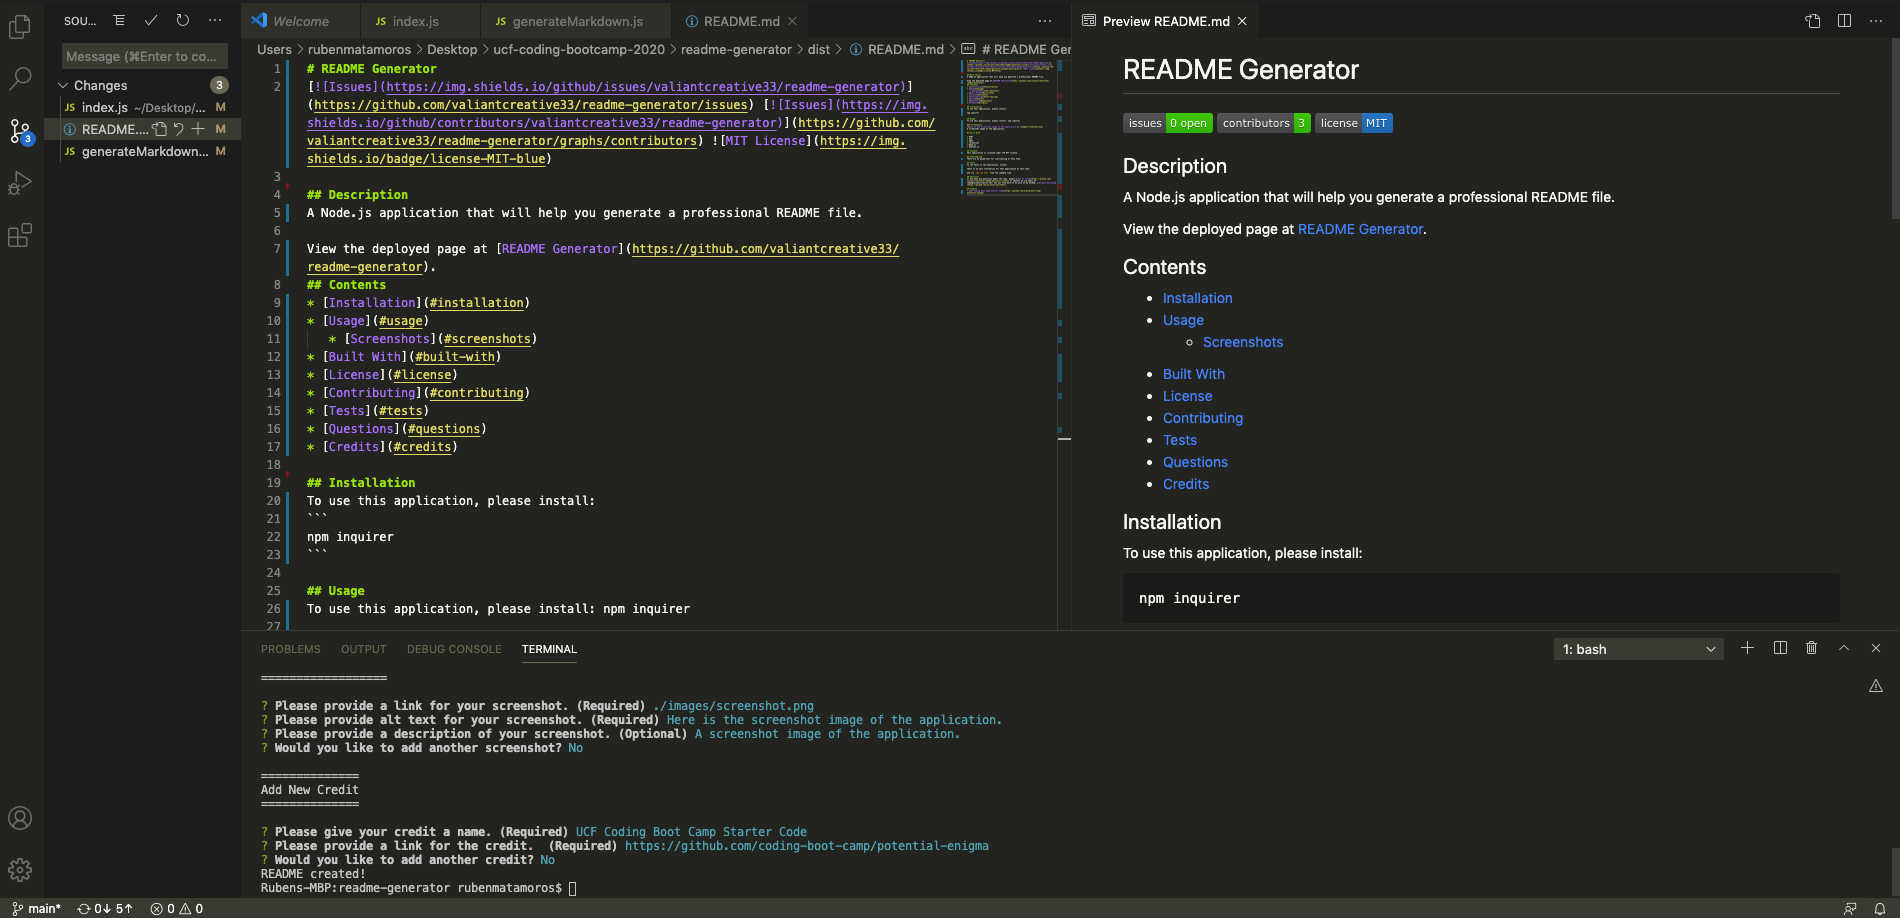 SOU...
Message (⌘Enter to co...
Changes 3
JS index.js ~/Desktop/... M
README.... M
JS generateMarkdown... M
3
Welcome
JS index.js
JS generateMarkdown.js
README.md
Users > rubenmatamoros > Desktop > ucf-coding-bootcamp-2020 > readme-generator > dist > README.md > # README Ger
1 # README Generator
2 [![Issues](https://img.shields.io/github/issues/valiantcreative33/readme-generator)]
(https://github.com/valiantcreative33/readme-generator/issues) [![Issues](https://img.
shields.io/github/contributors/valiantcreative33/readme-generator)](https://github.com/
valiantcreative33/readme-generator/graphs/contributors) ![MIT License](https://img.
shields.io/badge/license-MIT-blue)
3
4 ## Description
5 A Node.js application that will help you generate a professional README file.
6
7 View the deployed page at [README Generator](https://github.com/valiantcreative33/
readme-generator).
8 ## Contents
9 * [Installation](#installation)
10 * [Usage](#usage)
11 * [Screenshots](#screenshots)
12 * [Built With](#built-with)
13 * [License](#license)
14 * [Contributing](#contributing)
15 * [Tests](#tests)
16 * [Questions](#questions)
17 * [Credits](#credits)
18
19 ## Installation
20 To use this application, please install:
21 ```
22 npm inquirer
23 ```
24
25 ## Usage
26 To use this application, please install: npm inquirer
27
Preview README.md
README Generator
issues 0 open contributors 3 license MIT
Description
A Node.js application that will help you generate a professional README file.
View the deployed page at README Generator.
Contents
• Installation
• Usage
◦ Screenshots
• Built With
• License
• Contributing
• Tests
• Questions
• Credits
Installation
To use this application, please install:
npm inquirer
PROBLEMS OUTPUT DEBUG CONSOLE TERMINAL
1: bash
==================
? Please provide a link for your screenshot. (Required) ./images/screenshot.png
? Please provide alt text for your screenshot. (Required) Here is the screenshot image of the application.
? Please provide a description of your screenshot. (Optional) A screenshot image of the application.
? Would you like to add another screenshot? No
==============
Add New Credit
==============
? Please give your credit a name. (Required) UCF Coding Boot Camp Starter Code
? Please provide a link for the credit.  (Required) https://github.com/coding-boot-camp/potential-enigma
? Would you like to add another credit? No
README created!
Rubens-MBP:readme-generator rubenmatamoros$
main* 0↓ 5↑ 0 0